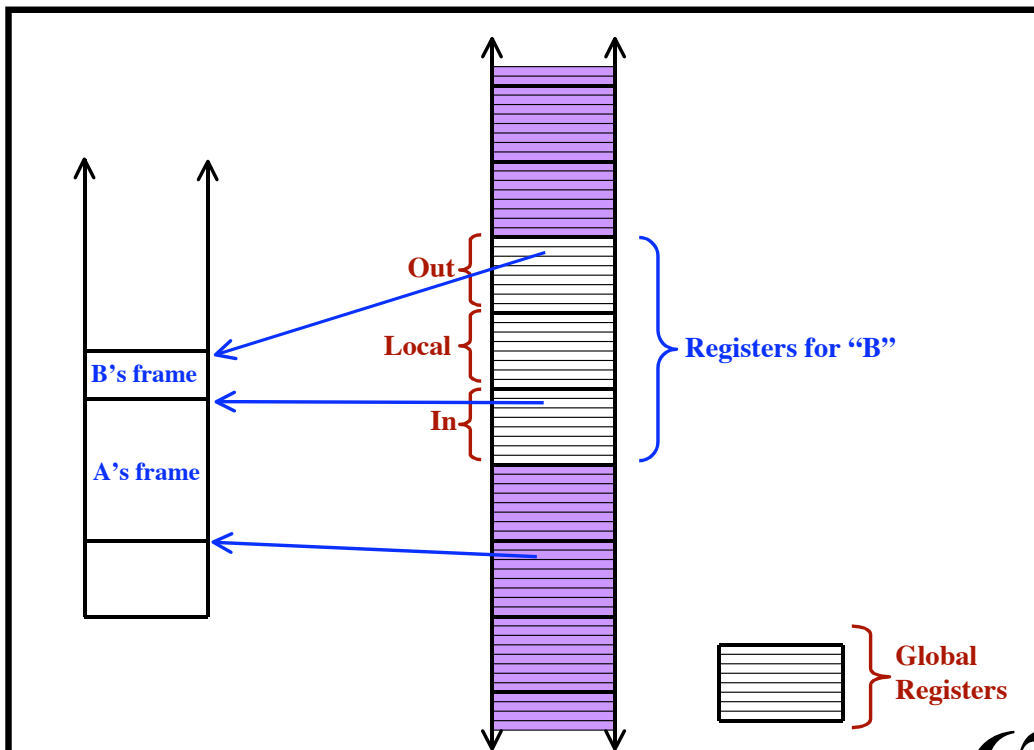 Out
Local
Registers for “B”
B’s frame
In
A’s frame
Global
Registers